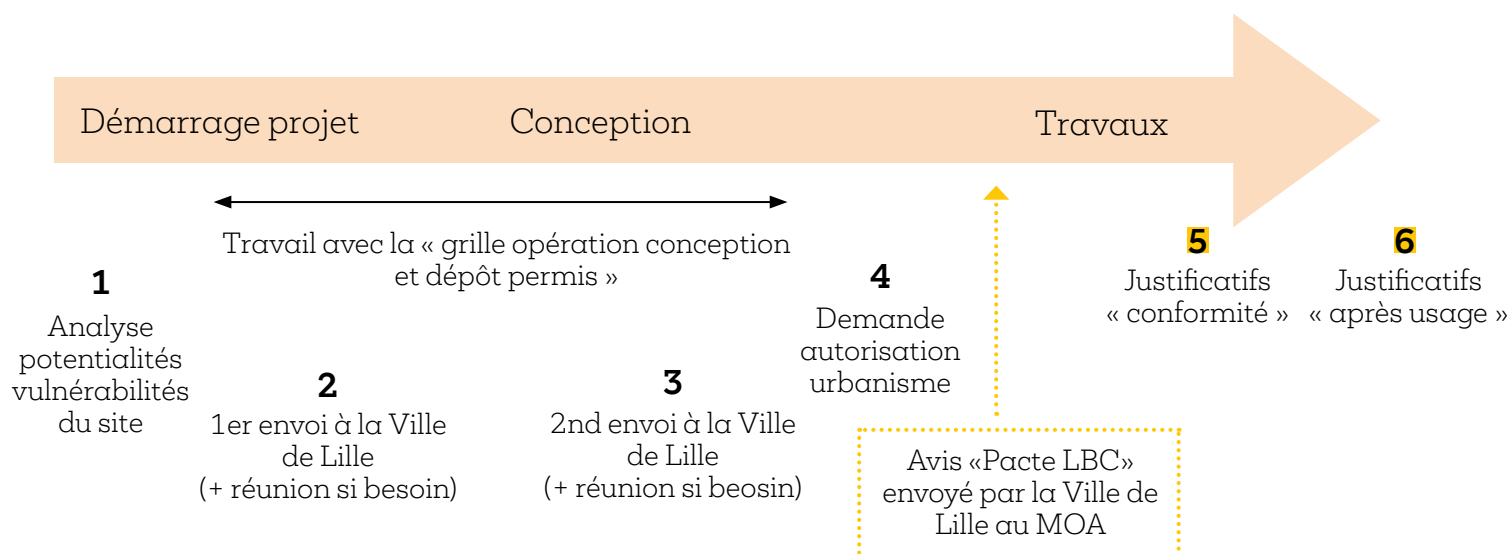 Démarrage projet
Conception
Travaux
Travail avec la « grille opération conception
et dépôt permis »
1
Analyse
potentialités
vulnérabilités
du site
2
1er envoi à la Ville
de Lille
(+ réunion si besoin)
3
2nd envoi à la Ville
de Lille
(+ réunion si beosin)
4
Demande
autorisation
urbanisme
Avis «Pacte LBC»
envoyé par la Ville de
Lille au MOA
5
Justificatifs
« conformité »
6
Justificatifs
« après usage »